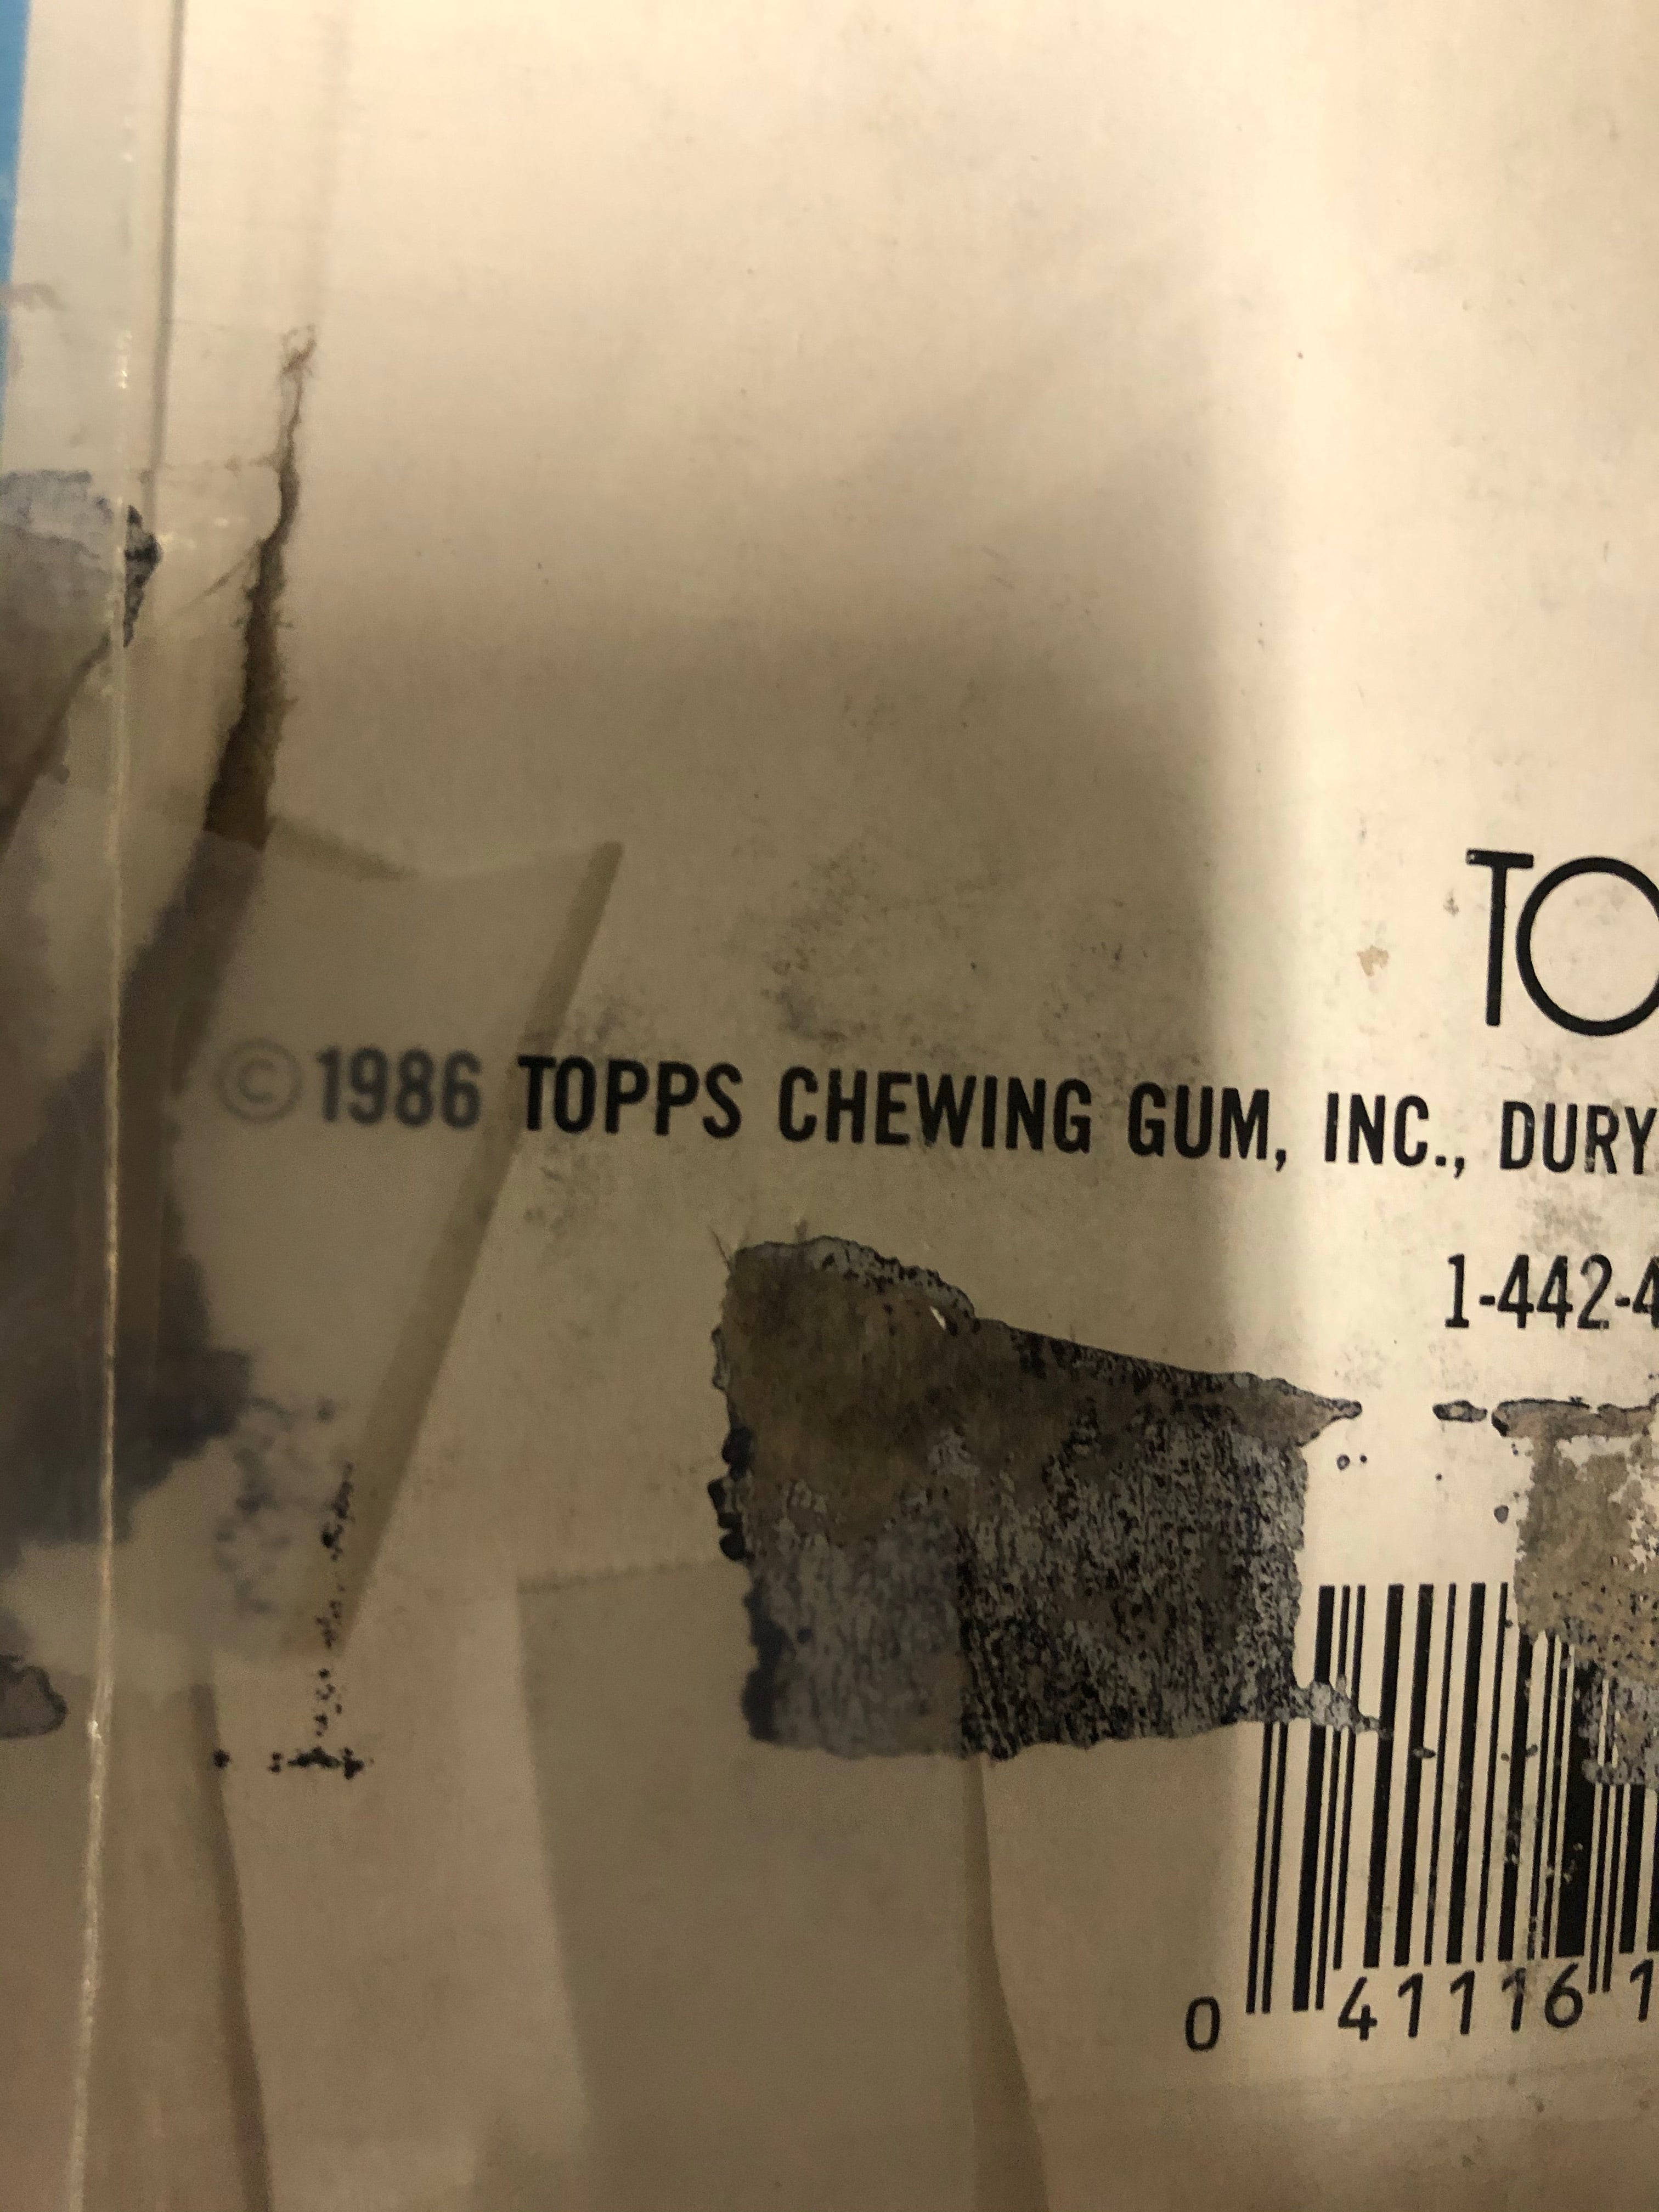 TO
©1986 TOPPS CHEWING GUM, INC., DURY
1-442-4
0 41116 1